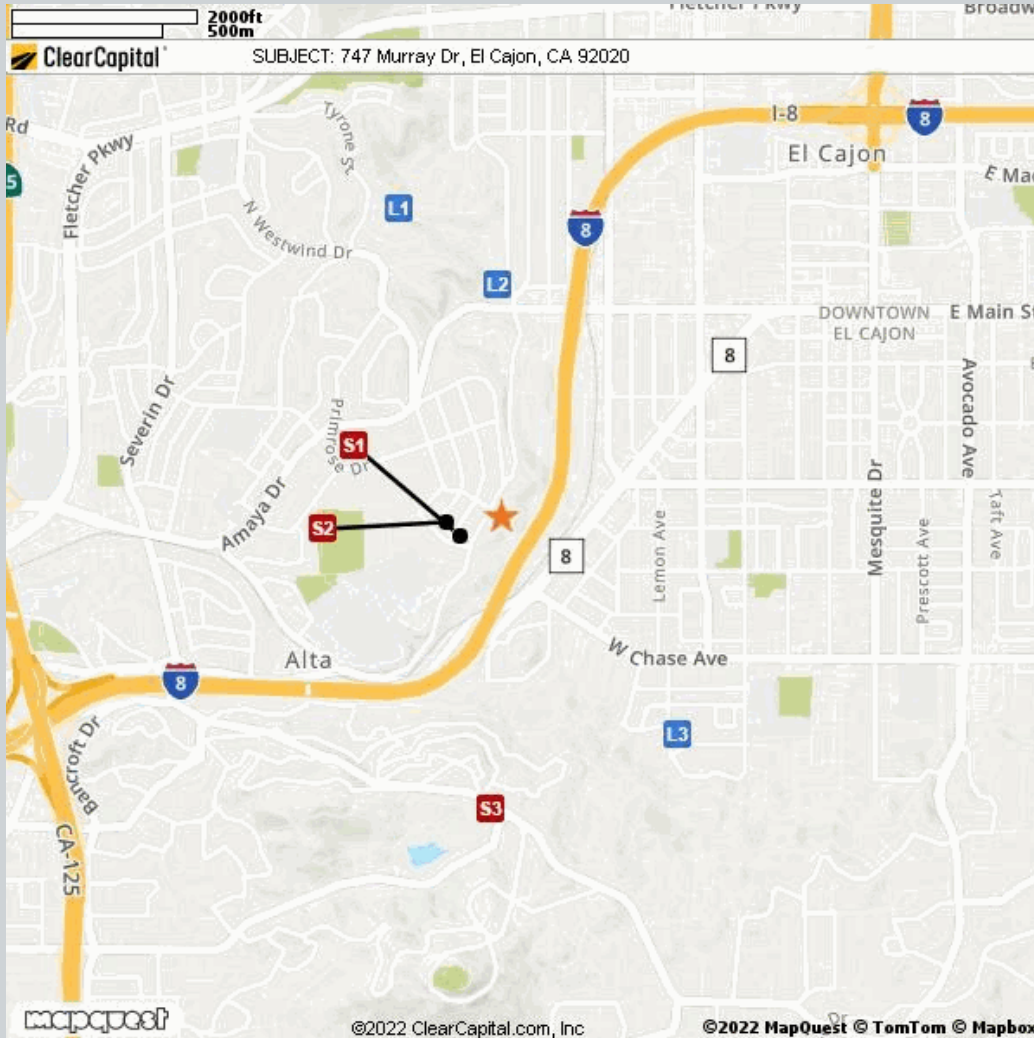 Fletcher Pkwy
2000ft
500m
ClearCapital
SUBJECT: 747 Murray Dr, El Cajon, CA 92020
Rd
Fletcher Pkwy
Tyrone St
I-8
8
El Cajon
5
E Mad
L1
N Westwind Dr
8
L2
DOWNTOWN
EL CAJON
E Main St
8
Avocado Ave
Severin Dr
Primrose Dr
S1
Amaya Dr
S2
Mesquite Dr
Taft Ave
Lemon Ave
Prescott Ave
8
W Chase Ave
Alta
8
L3
Bancroft Dr
S3
CA-125
Dr
mapquest
©2022 ClearCapital.com, Inc
©2022 MapQuest © TomTom © Mapbox